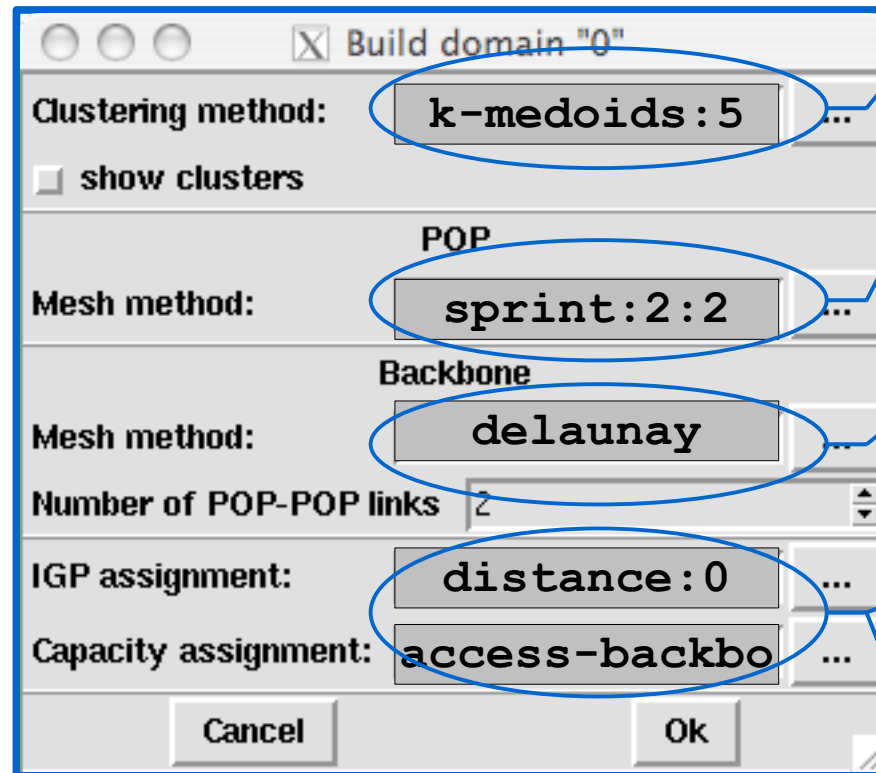 Build domain "0"
Clustering method: k-medoids:5 ...
show clusters
POP
Mesh method: sprint:2:2 ...
Backbone
Mesh method: delaunay ...
Number of POP-POP links 2
IGP assignment: distance:0 ...
Capacity assignment: access-backbo ...
Cancel Ok